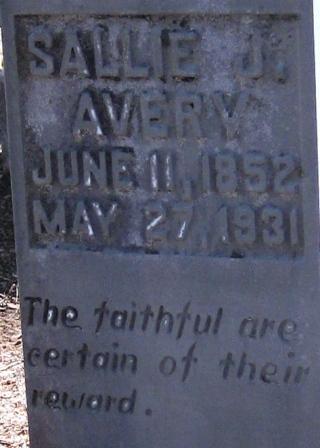 SALLIE J.
AVERY
JUNE 11, 1852
MAY 27, 1931
The faithful are
certain of their
reward.